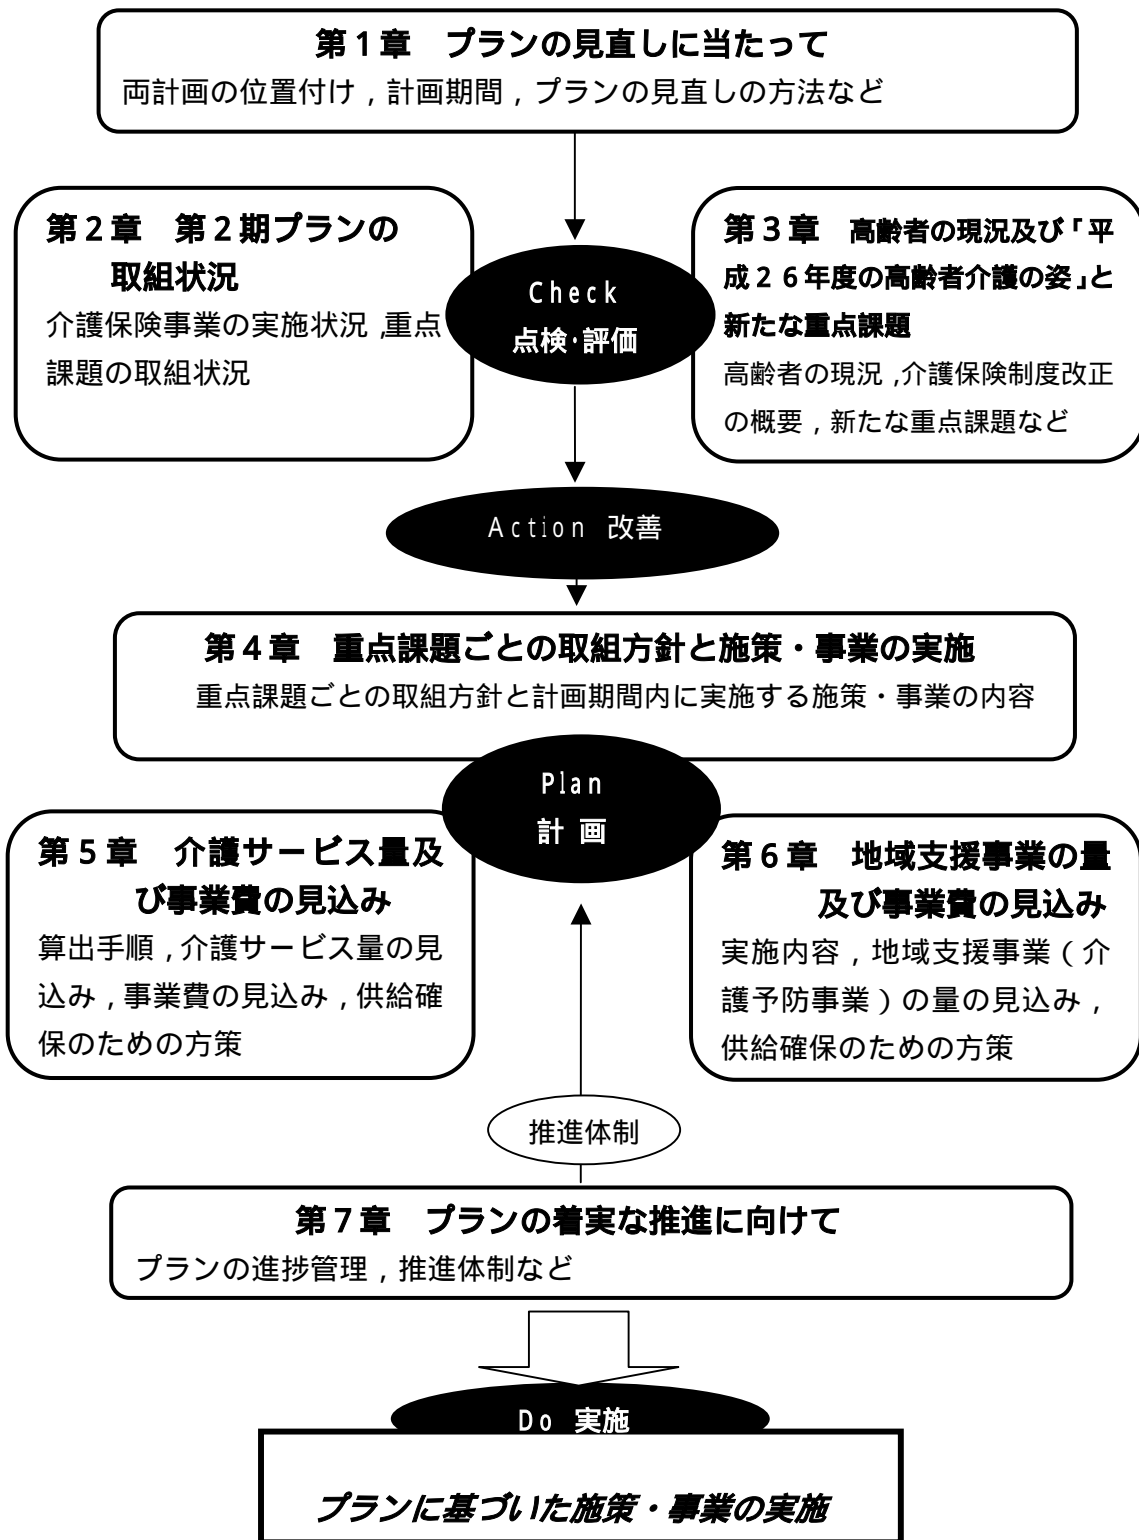 第1章　プランの見直しに当たって
両計画の位置付け，計画期間，プランの見直しの方法など
第2章　第2期プランの
取組状況
介護保険事業の実施状況，重点
課題の取組状況
Check
点検・評価
第3章　高齢者の現況及び「平
成26年度の高齢者介護の姿」と
新たな重点課題
高齢者の現況，介護保険制度改正
の概要，新たな重点課題など
Action 改善
第4章　重点課題ごとの取組方針と施策・事業の実施
重点課題ごとの取組方針と計画期間内に実施する施策・事業の内容
Plan
計 画
第5章　介護サービス量及
び事業費の見込み
算出手順，介護サービス量の見
込み，事業費の見込み，供給確
保のための方策
第6章　地域支援事業の量
及び事業費の見込み
実施内容，地域支援事業（介
護予防事業）の量の見込み，
供給確保のための方策
推進体制
第7章　プランの着実な推進に向けて
プランの進捗管理，推進体制など
Do 実施
プランに基づいた施策・事業の実施